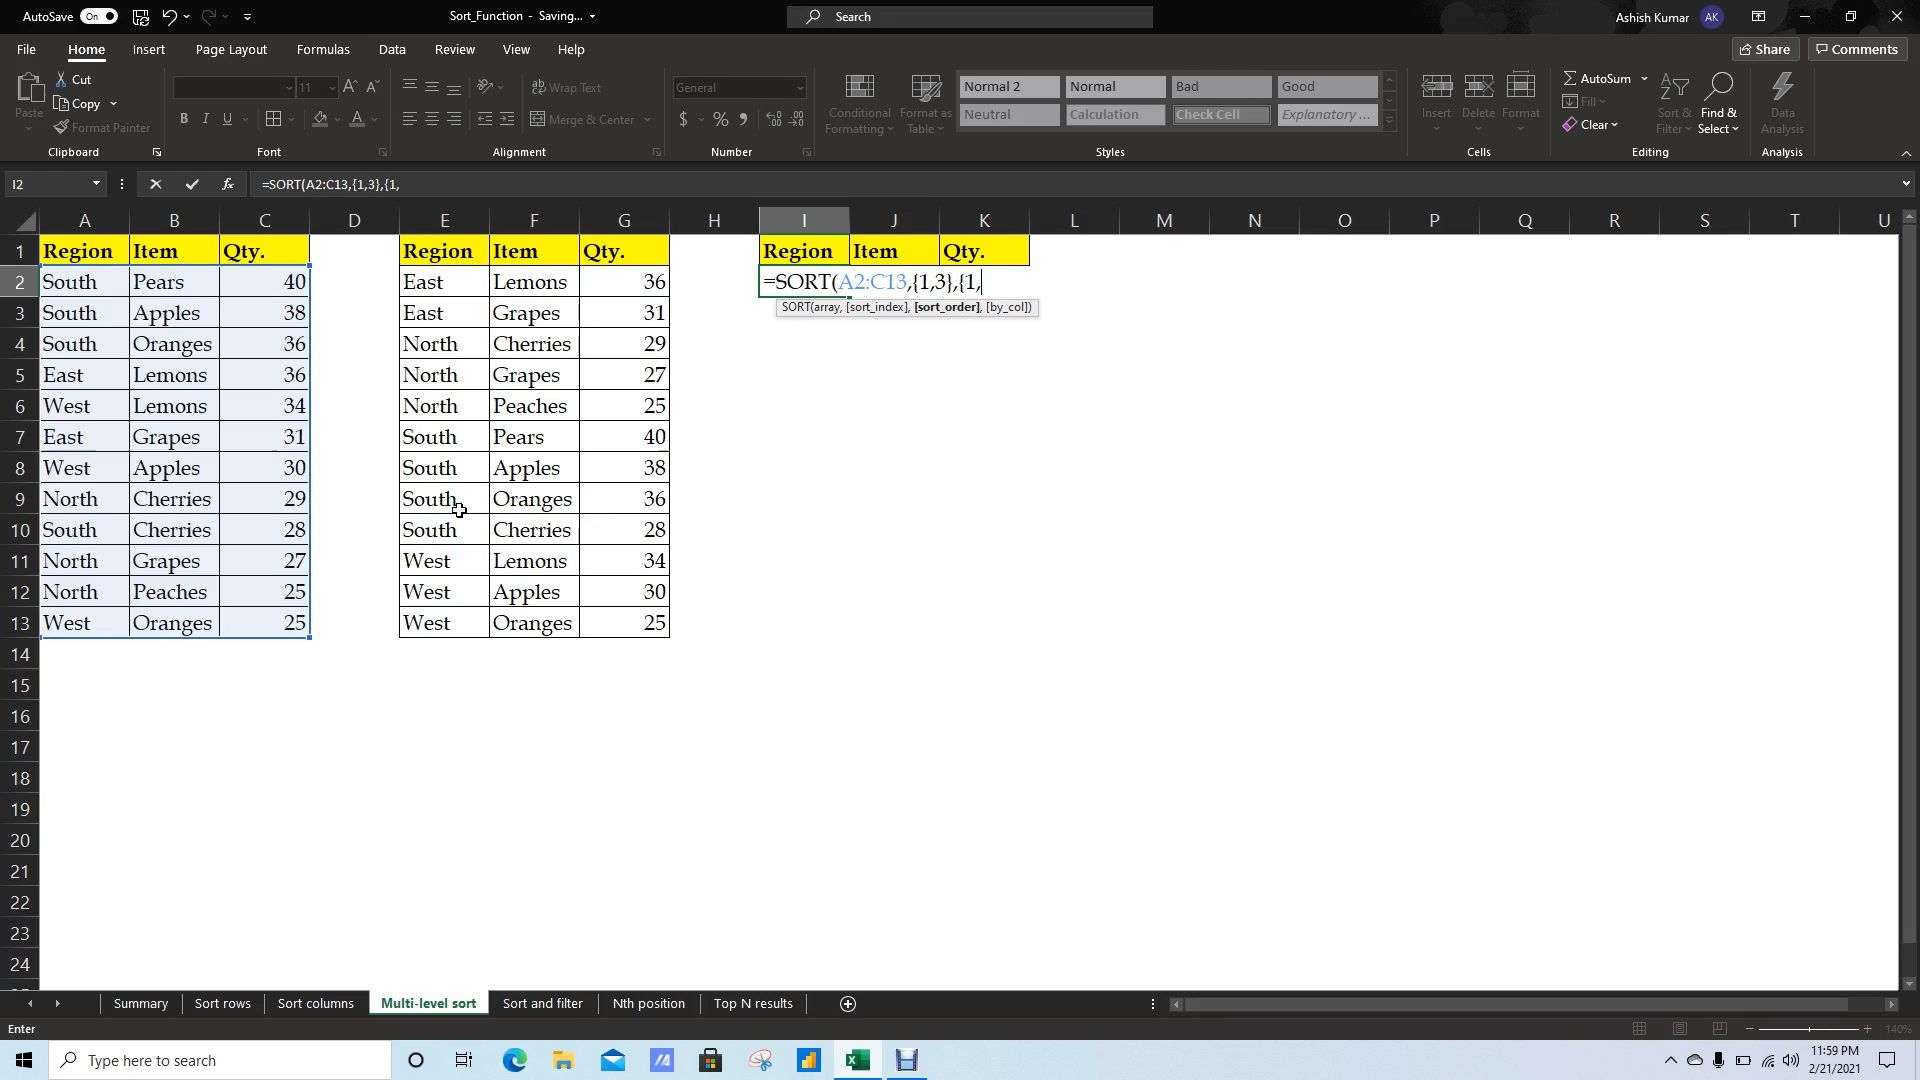 AutoSave On Sort_Function - Saving... Search Ashish Kumar AK
File Home Insert Page Layout Formulas Data Review View Help Share Comments
Paste Cut Copy Format Painter Clipboard
11 A A B I U A Font
Wrap Text Merge & Center Alignment
General $ % Number
Conditional Formatting Format as Table Normal 2 Normal Bad Good Neutral Calculation Check Cell Explanatory ... Styles
Insert Delete Format Cells
AutoSum Fill Clear Sort & Filter Find & Select Editing
Data Analysis Analysis
I2 fx =SORT(A2:C13,{1,3},{1,
A B C D E F G H I J K L M N O P Q R S T U
1 Region Item Qty. Region Item Qty. Region Item Qty.
2 South Pears 40 East Lemons 36 =SORT(A2:C13,{1,3},{1,
3 South Apples 38 East Grapes 31 SORT(array, [sort_index], [sort_order], [by_col])
4 South Oranges 36 North Cherries 29
5 East Lemons 36 North Grapes 27
6 West Lemons 34 North Peaches 25
7 East Grapes 31 South Pears 40
8 West Apples 30 South Apples 38
9 North Cherries 29 South Oranges 36
10 South Cherries 28 South Cherries 28
11 North Grapes 27 West Lemons 34
12 North Peaches 25 West Apples 30
13 West Oranges 25 West Oranges 25
14
15
16
17
18
19
20
21
22
23
24
Summary Sort rows Sort columns Multi-level sort Sort and filter Nth position Top N results
Enter 140%
Type here to search 11:59 PM
2/21/2021